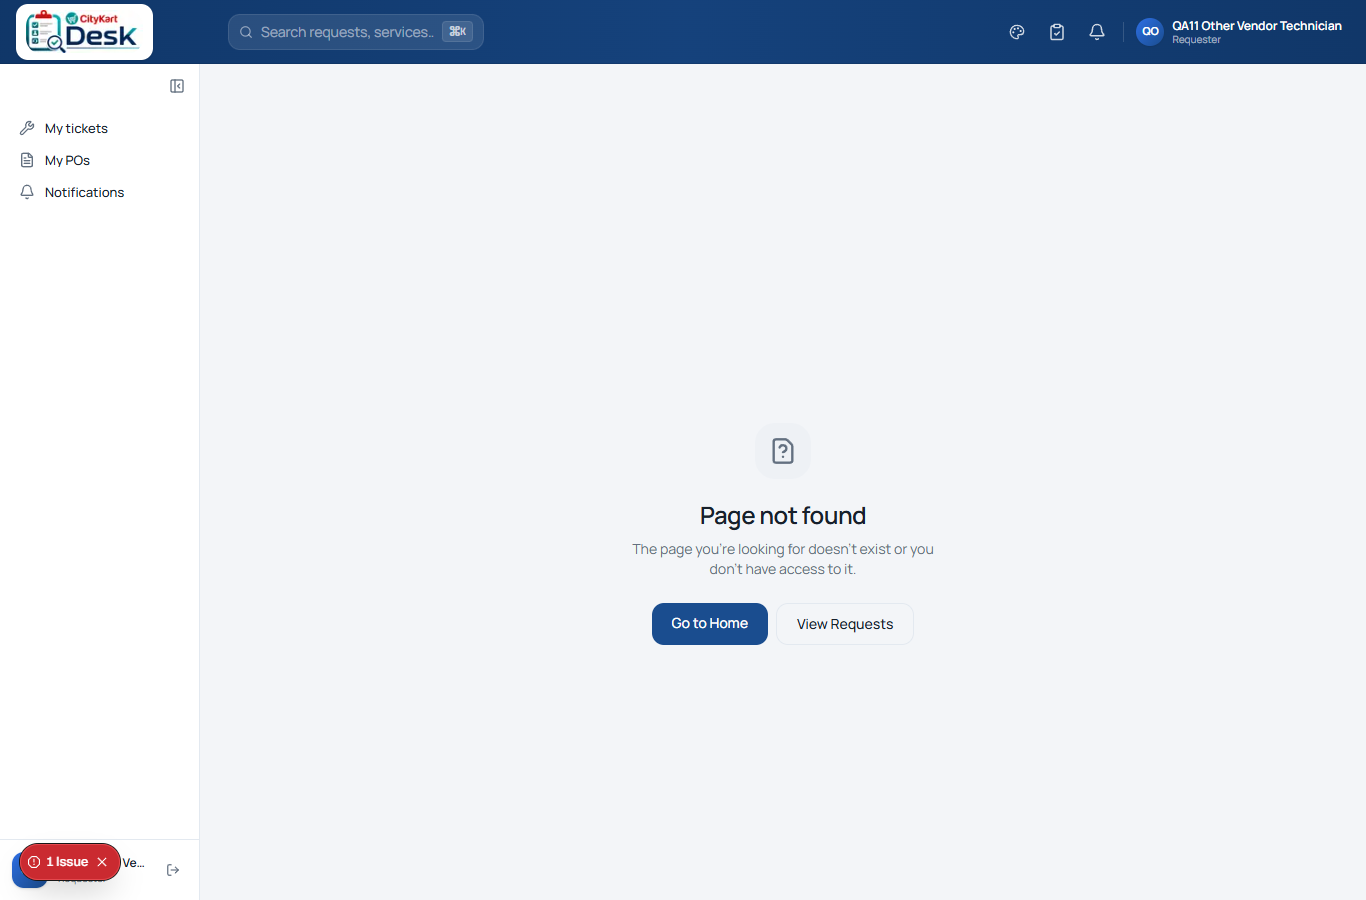 CityKart
Desk
Search requests, services..
⌘K
QO
QA11 Other Vendor Technician
Requester
My tickets
My POs
Notifications
Page not found
The page you're looking for doesn't exist or you
don't have access to it.
Go to Home
View Requests
1 Issue
Ve...